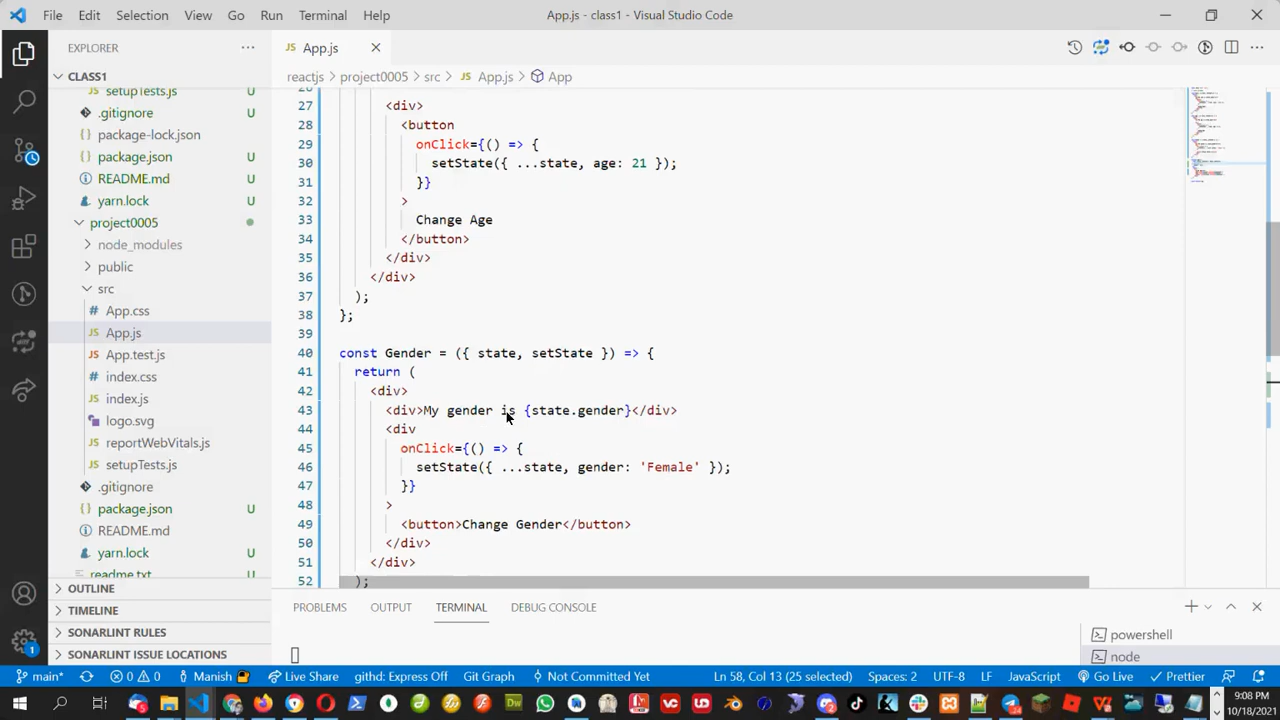 File Edit Selection View Go Run Terminal Help
App.js - class1 - Visual Studio Code
EXPLORER
CLASS1
setupTests.js U
.gitignore U
package-lock.json
package.json U
README.md U
yarn.lock U
project0005
node_modules
public
src
App.css
App.js
App.test.js
index.css
index.js
logo.svg
reportWebVitals.js
setupTests.js
.gitignore
package.json U
README.md
yarn.lock U
readme.txt U
OUTLINE
TIMELINE
SONARLINT RULES
SONARLINT ISSUE LOCATIONS
JS App.js
reactjs > project0005 > src > JS App.js > App
26
27 <div>
28 <button
29 onClick={() => {
30 setState({ ...state, age: 21 });
31 }}
32 >
33 Change Age
34 </button>
35 </div>
36 </div>
37 );
38 };
39
40 const Gender = ({ state, setState }) => {
41 return (
42 <div>
43 <div>My gender is {state.gender}</div>
44 <div
45 onClick={() => {
46 setState({ ...state, gender: 'Female' });
47 }}
48 >
49 <button>Change Gender</button>
50 </div>
51 </div>
52 );
PROBLEMS OUTPUT TERMINAL DEBUG CONSOLE
powershell
node
main* 0 0 Manish Live Share githd: Express Off Git Graph Not Committed Yet Ln 58, Col 13 (25 selected) Spaces: 2 UTF-8 LF JavaScript Go Live Prettier
9:08 PM
10/18/2021